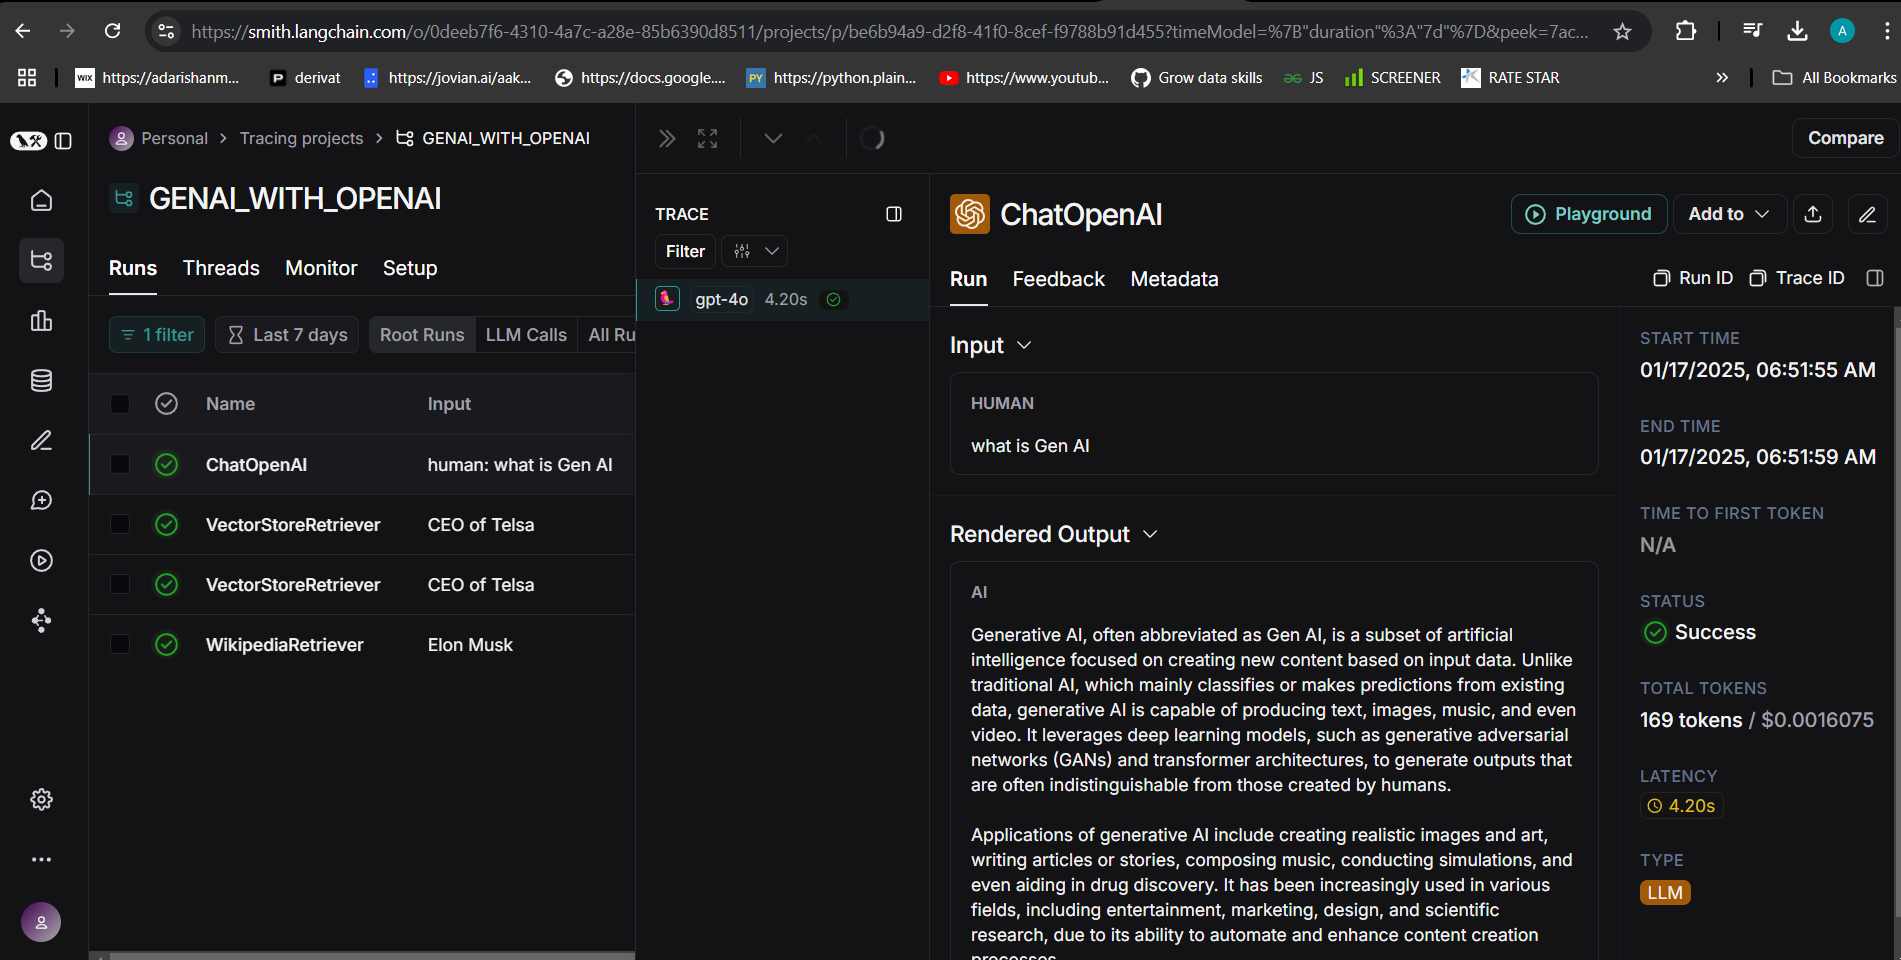 https://smith.langchain.com/o/0deeb7f6-4310-4a7c-a28e-85b6390d8511/projects/p/be6b94a9-d2f8-41f0-8cef-f9788b91d455?timeModel=%7B"duration"%3A"7d"%7D&peek=7ac...
A
WIX https://adarishanm...
P derivat
https://jovian.ai/aak...
https://docs.google....
PY https://python.plain...
https://www.youtub...
Grow data skills
JS
SCREENER
RATE STAR
All Bookmarks
Personal > Tracing projects > GENAI_WITH_OPENAI
GENAI_WITH_OPENAI
Runs Threads Monitor Setup
1 filter Last 7 days Root Runs LLM Calls All Ru
Name Input
ChatOpenAI human: what is Gen AI
VectorStoreRetriever CEO of Telsa
VectorStoreRetriever CEO of Telsa
WikipediaRetriever Elon Musk
Compare
TRACE
Filter
gpt-4o 4.20s
ChatOpenAI
Playground Add to
Run Feedback Metadata
Run ID Trace ID
Input
HUMAN
what is Gen AI
Rendered Output
AI
Generative AI, often abbreviated as Gen AI, is a subset of artificial
intelligence focused on creating new content based on input data. Unlike
traditional AI, which mainly classifies or makes predictions from existing
data, generative AI is capable of producing text, images, music, and even
video. It leverages deep learning models, such as generative adversarial
networks (GANs) and transformer architectures, to generate outputs that
are often indistinguishable from those created by humans.
Applications of generative AI include creating realistic images and art,
writing articles or stories, composing music, conducting simulations, and
even aiding in drug discovery. It has been increasingly used in various
fields, including entertainment, marketing, design, and scientific
research, due to its ability to automate and enhance content creation
processes.
START TIME
01/17/2025, 06:51:55 AM
END TIME
01/17/2025, 06:51:59 AM
TIME TO FIRST TOKEN
N/A
STATUS
Success
TOTAL TOKENS
169 tokens / $0.0016075
LATENCY
4.20s
TYPE
LLM